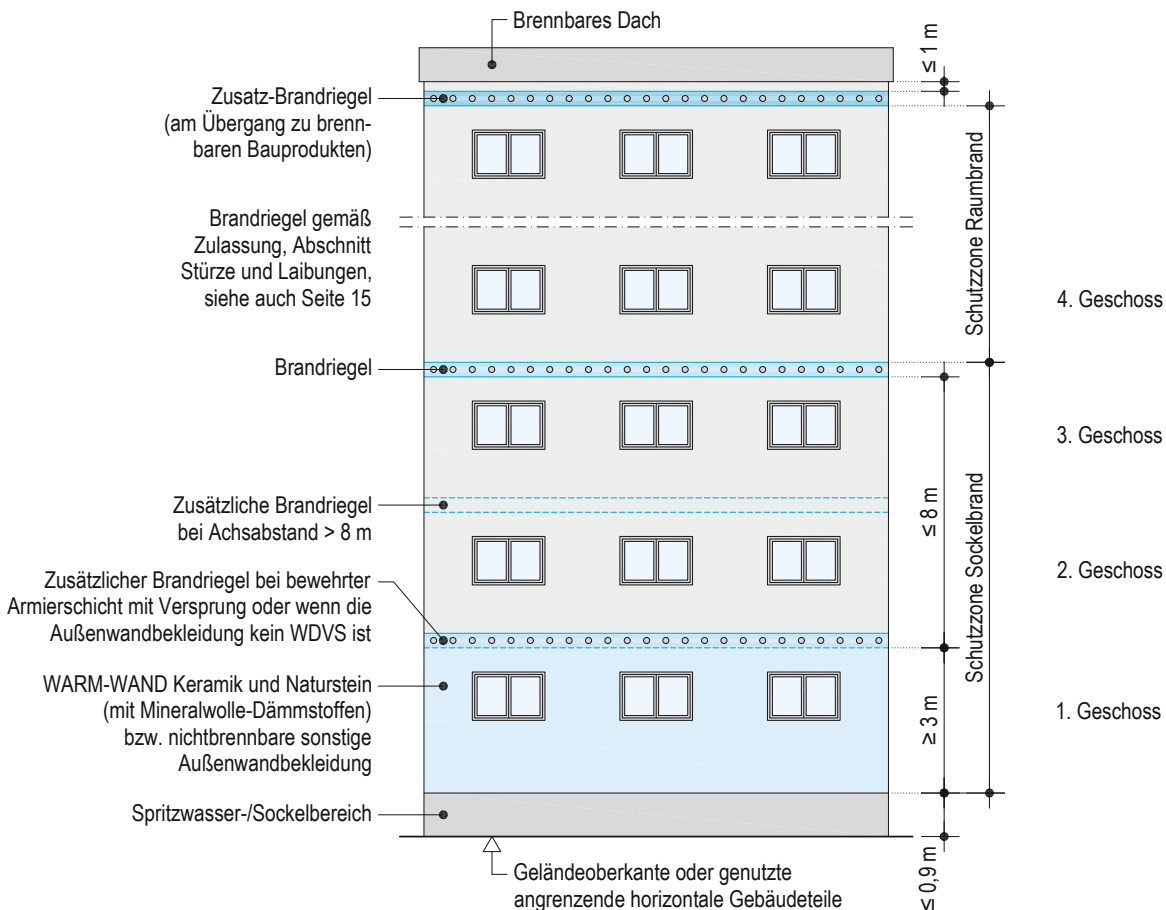 Brennbares Dach
≤ 1 m
Zusatz-Brandriegel
(am Übergang zu brenn-
baren Bauprodukten)
Schutzzone Raumbrand
Brandriegel gemäß
Zulassung, Abschnitt
Stürze und Laibungen,
siehe auch Seite 15
4. Geschoss
Brandriegel
3. Geschoss
Zusätzliche Brandriegel
bei Achsabstand > 8 m
≤ 8 m
Schutzzone Sockelbrand
2. Geschoss
Zusätzlicher Brandriegel bei bewehrter
Armierschicht mit Versprung oder wenn die
Außenwandbekleidung kein WDVS ist
WARM-WAND Keramik und Naturstein
(mit Mineralwolle-Dämmstoffen)
bzw. nichtbrennbare sonstige
Außenwandbekleidung
≥ 3 m
1. Geschoss
Spritzwasser-/Sockelbereich
≤ 0,9 m
Geländeoberkante oder genutzte
angrenzende horizontale Gebäudeteile